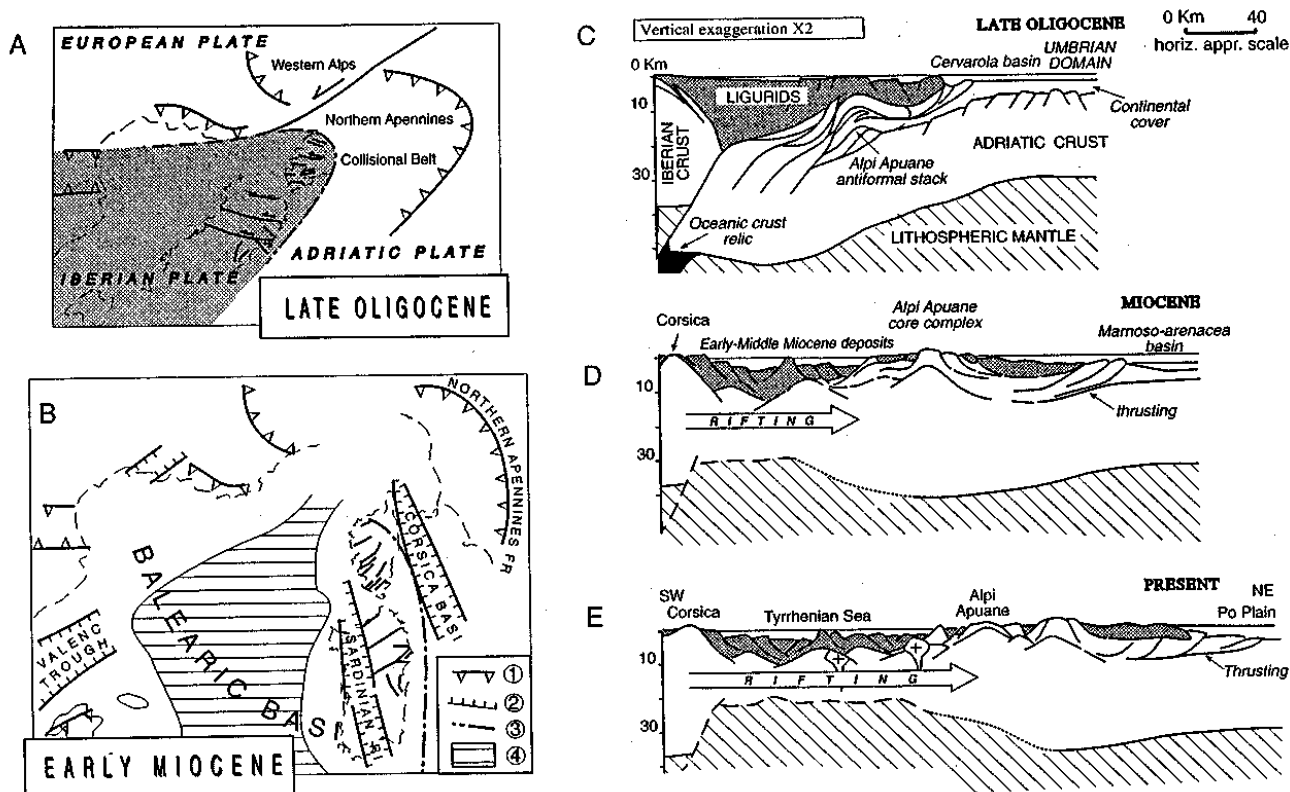 A
EUROPEAN PLATE
Western Alps
Northern Apennines
Collisional Belt
ADRIATIC PLATE
IBERIAN PLATE
LATE OLIGOCENE
B
NORTHERN APENNINES FR
CORSICA BASI
BALEARIC BAS
SARDINIAN RI
VALENC
TROUGH
1
2
3
4
EARLY MIOCENE
C
Vertical exaggeration X2
LATE OLIGOCENE
0 Km 40
horiz. appr. scale
0 Km
10
30
Cervarola basin
UMBRIAN
DOMAIN
LIGURIDS
Continental
cover
IBERIAN
CRUST
ADRIATIC CRUST
Alpi Apuane
antiformal stack
Oceanic crust
relic
LITHOSPHERIC MANTLE
D
MIOCENE
Corsica
Early-Middle Miocene deposits
Alpi Apuane
core complex
Marnoso-arenacea
basin
10
30
RIFTING
thrusting
E
PRESENT
SW
NE
Corsica
Tyrrhenian Sea
Alpi
Apuane
Po Plain
10
30
+
+
RIFTING
Thrusting